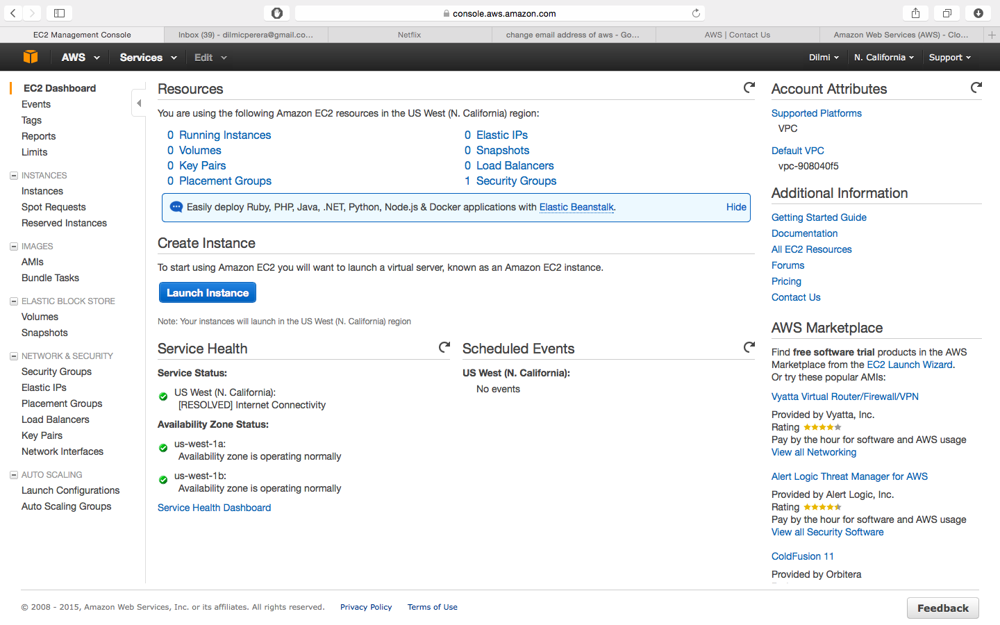 console.aws.amazon.com
EC2 Management Console
Inbox (39) - dilmicperera@gmail.co...
Netflix
change email address of aws - Go...
AWS | Contact Us
Amazon Web Services (AWS) - Clo...
AWS
Services
Edit
Dilmi
N. California
Support
EC2 Dashboard
Events
Tags
Reports
Limits
INSTANCES
Instances
Spot Requests
Reserved Instances
IMAGES
AMIs
Bundle Tasks
ELASTIC BLOCK STORE
Volumes
Snapshots
NETWORK & SECURITY
Security Groups
Elastic IPs
Placement Groups
Load Balancers
Key Pairs
Network Interfaces
AUTO SCALING
Launch Configurations
Auto Scaling Groups
Resources
You are using the following Amazon EC2 resources in the US West (N. California) region:
0 Running Instances
0 Volumes
0 Key Pairs
0 Placement Groups
0 Elastic IPs
0 Snapshots
0 Load Balancers
1 Security Groups
Easily deploy Ruby, PHP, Java, .NET, Python, Node.js & Docker applications with Elastic Beanstalk.
Hide
Create Instance
To start using Amazon EC2 you will want to launch a virtual server, known as an Amazon EC2 instance.
Launch Instance
Note: Your instances will launch in the US West (N. California) region
Service Health
Service Status:
US West (N. California):
[RESOLVED] Internet Connectivity
Availability Zone Status:
us-west-1a:
Availability zone is operating normally
us-west-1b:
Availability zone is operating normally
Service Health Dashboard
Scheduled Events
US West (N. California):
No events
Account Attributes
Supported Platforms
VPC
Default VPC
vpc-908040f5
Additional Information
Getting Started Guide
Documentation
All EC2 Resources
Forums
Pricing
Contact Us
AWS Marketplace
Find free software trial products in the AWS
Marketplace from the EC2 Launch Wizard.
Or try these popular AMIs:
Vyatta Virtual Router/Firewall/VPN
Provided by Vyatta, Inc.
Rating
Pay by the hour for software and AWS usage
View all Networking
Alert Logic Threat Manager for AWS
Provided by Alert Logic, Inc.
Rating
Pay by the hour for software and AWS usage
View all Security Software
ColdFusion 11
Provided by Orbitera
© 2008 - 2015, Amazon Web Services, Inc. or its affiliates. All rights reserved.
Privacy Policy
Terms of Use
Feedback